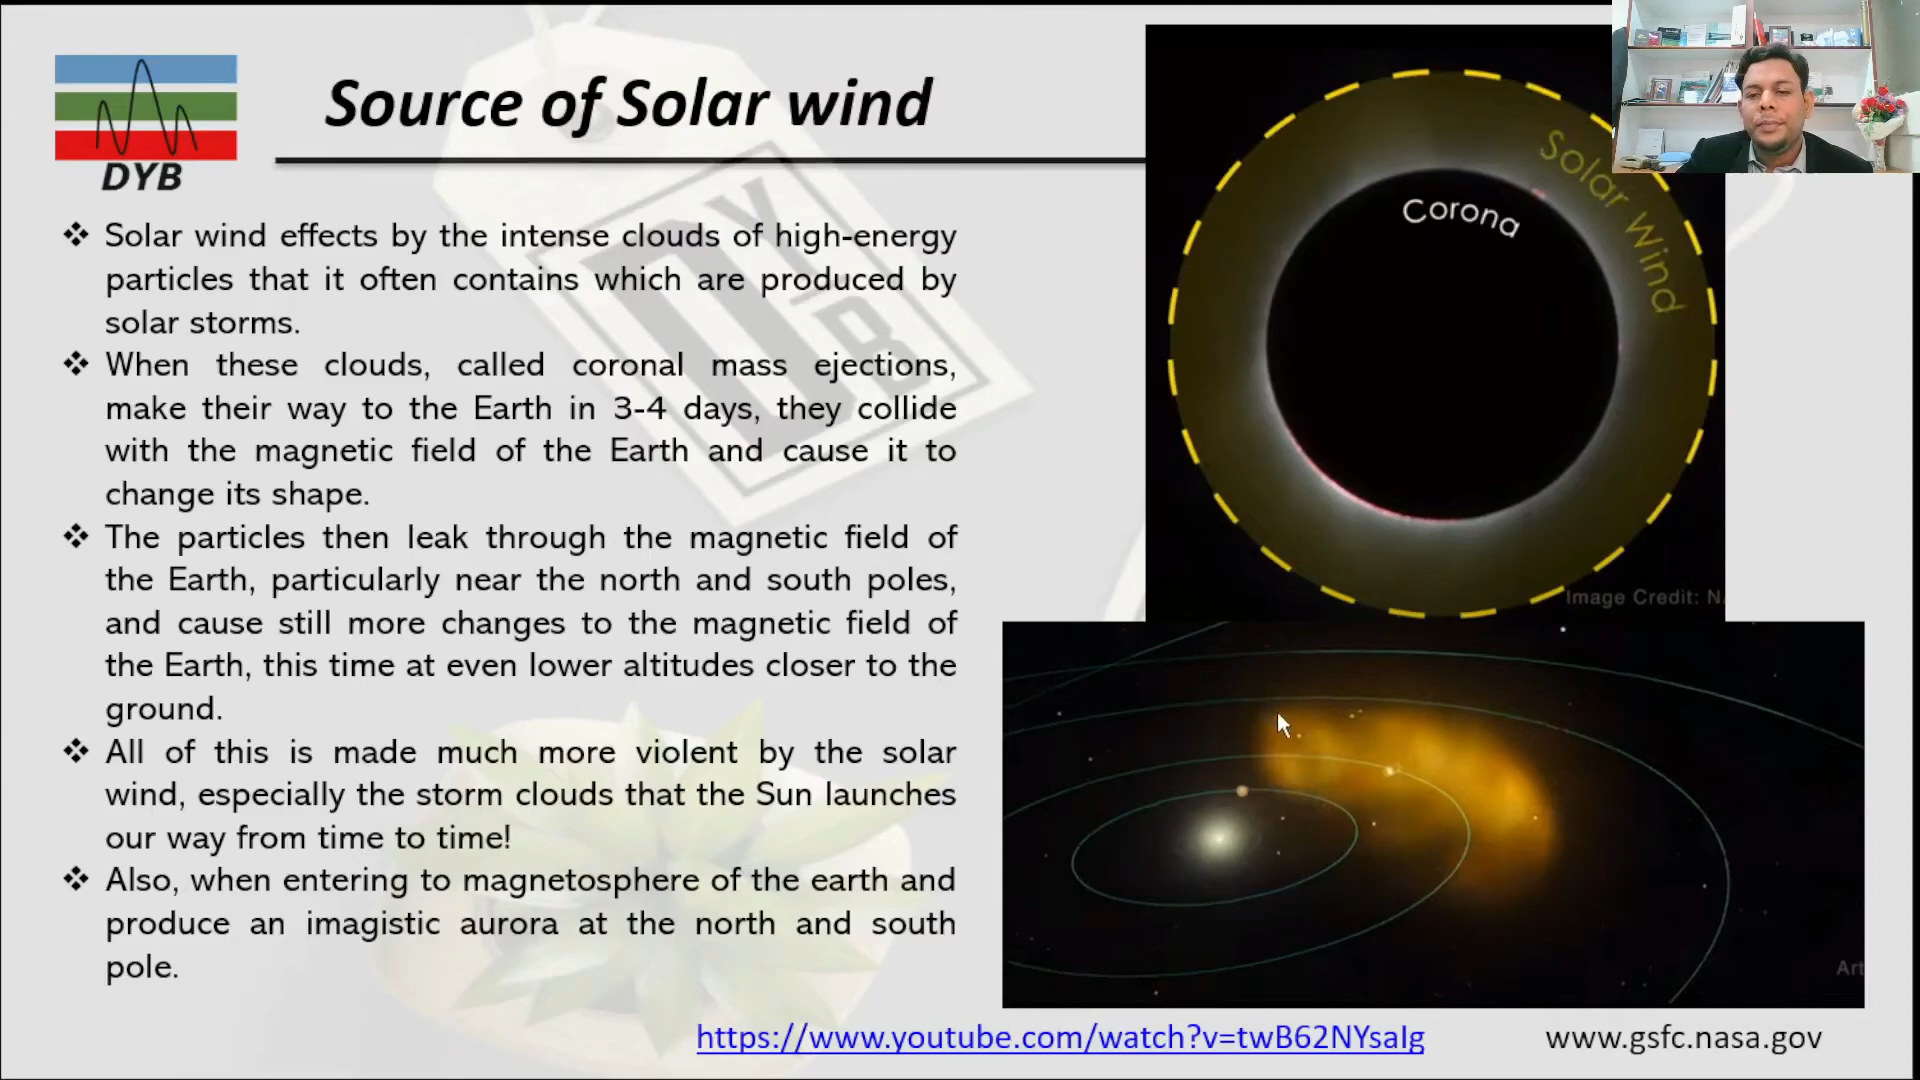 Source of Solar wind
DYB
❖ Solar wind effects by the intense clouds of high-energy
particles that it often contains which are produced by
solar storms.
❖ When these clouds, called coronal mass ejections,
make their way to the Earth in 3-4 days, they collide
with the magnetic field of the Earth and cause it to
change its shape.
❖ The particles then leak through the magnetic field of
the Earth, particularly near the north and south poles,
and cause still more changes to the magnetic field of
the Earth, this time at even lower altitudes closer to the
ground.
❖ All of this is made much more violent by the solar
wind, especially the storm clouds that the Sun launches
our way from time to time!
❖ Also, when entering to magnetosphere of the earth and
produce an imagistic aurora at the north and south
pole.
Corona
Solar Wind
Image Credit: N
Art
https://www.youtube.com/watch?v=twB62NYsaIg
www.gsfc.nasa.gov
DYB